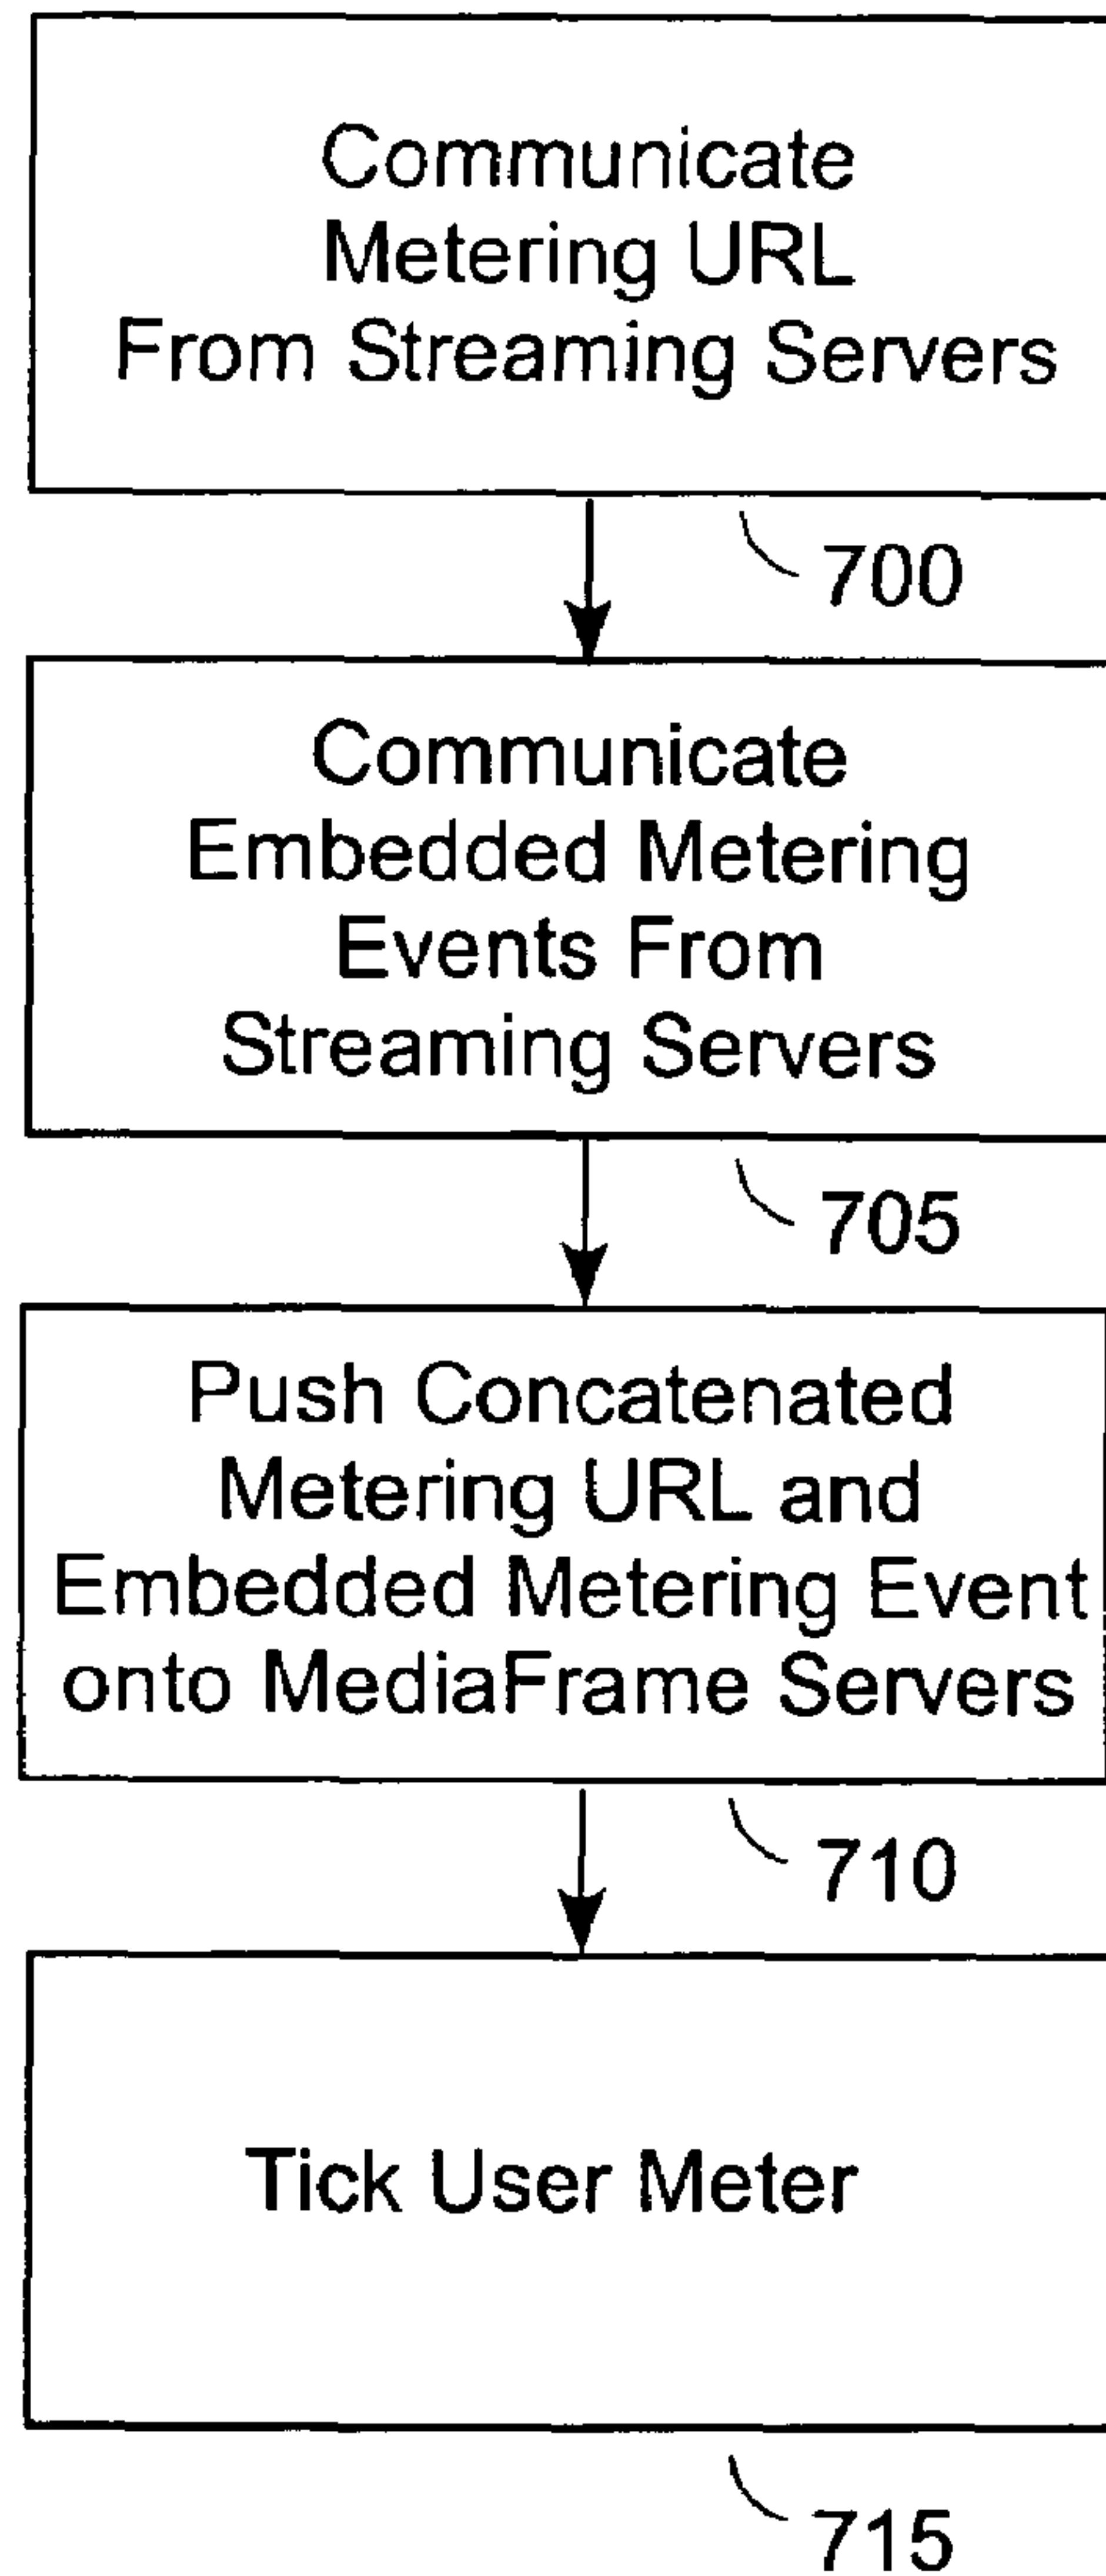 Communicate
Metering URL
From Streaming Servers
700
Communicate
Embedded Metering
Events From
Streaming Servers
705
Push Concatenated
Metering URL and
Embedded Metering Event
onto MediaFrame Servers
710
Tick User Meter
715